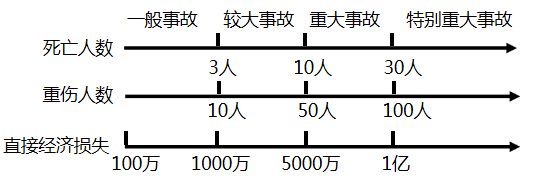 一般事故 较大事故 重大事故 特别重大事故
死亡人数
3人 10人 30人
重伤人数
10人 50人 100人
直接经济损失
100万 1000万 5000万 1亿